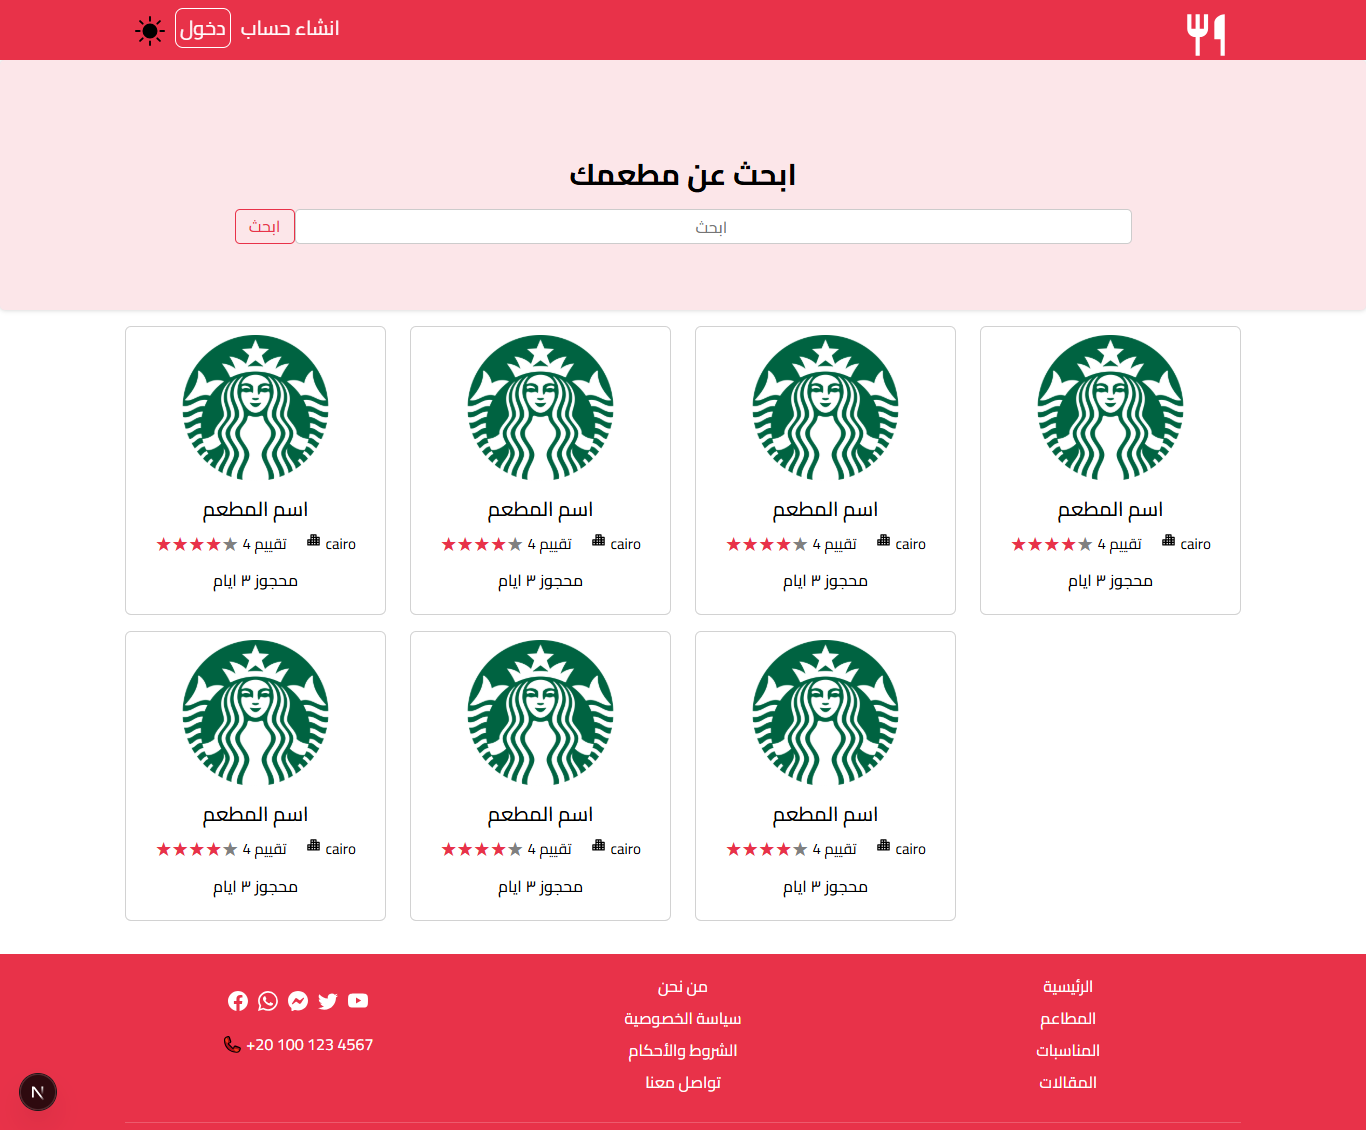 انشاء حساب
دخول
ابحث عن مطعمك
ابحث
ابحث
اسم المطعم
cairo
تقييم 4
محجوز ٣ ايام
اسم المطعم
cairo
تقييم 4
محجوز ٣ ايام
اسم المطعم
cairo
تقييم 4
محجوز ٣ ايام
اسم المطعم
cairo
تقييم 4
محجوز ٣ ايام
اسم المطعم
cairo
تقييم 4
محجوز ٣ ايام
اسم المطعم
cairo
تقييم 4
محجوز ٣ ايام
اسم المطعم
cairo
تقييم 4
محجوز ٣ ايام
الرئيسية
المطاعم
المناسبات
المقالات
من نحن
سياسة الخصوصية
الشروط والأحكام
تواصل معنا
+20 100 123 4567
N